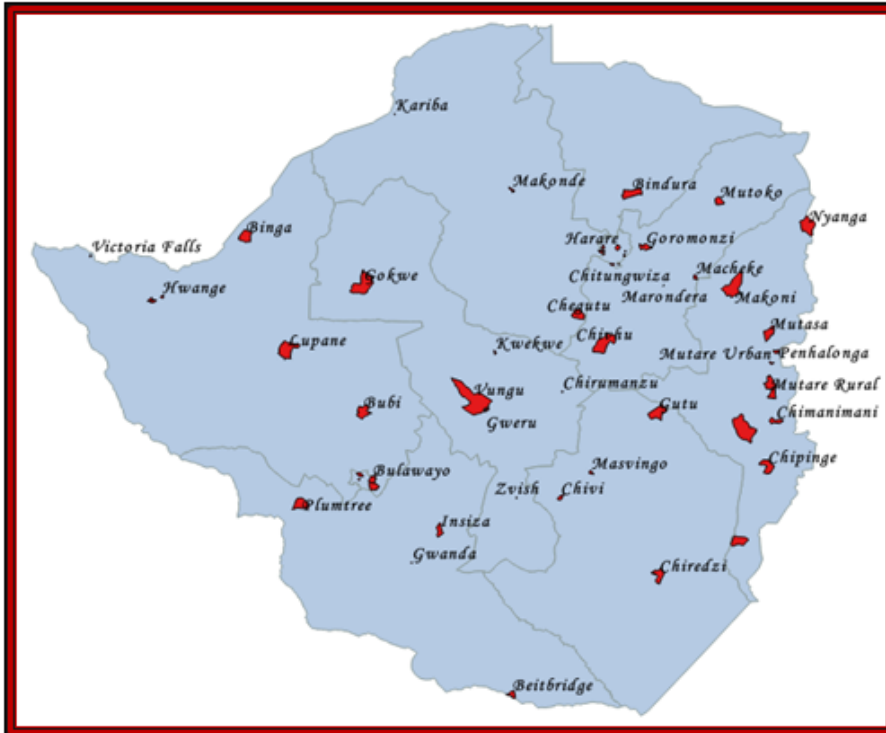 Kariba
Makonde
Bindura
Mutoko
Nyanga
Binga
Victoria Falls
Harare
Goromonzi
Hwange
Gokwe
Chitungwiza
Macheke
Marondera
Makoni
Chegutu
Mutasa
Lupane
Kwekwe
Chivhu
Mutare Urban
Penhalonga
Vungu
Chirumanzu
Mutare Rural
Bubi
Gweru
Gutu
Chimanimani
Bulawayo
Masvingo
Chipinge
Plumtree
Zvish
Chivi
Insiza
Gwanda
Chiredzi
Beitbridge